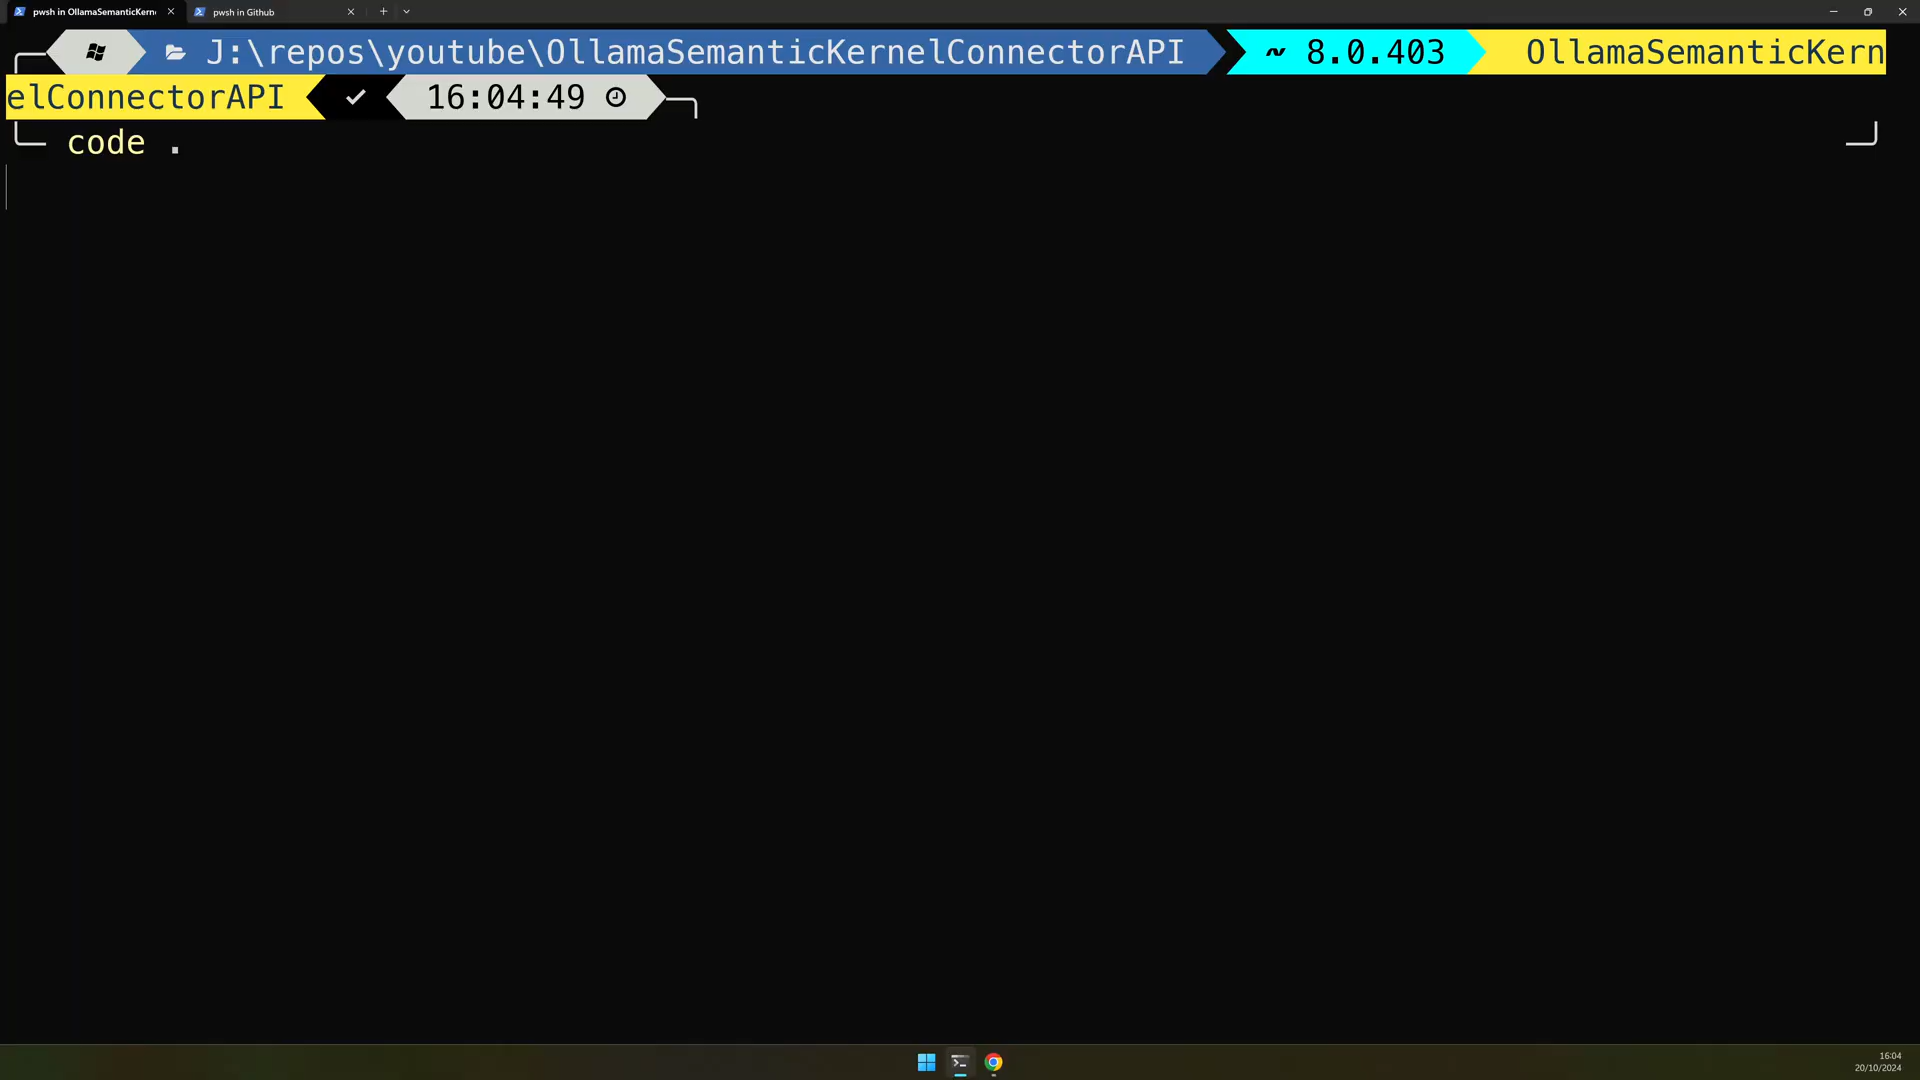 pwsh in OllamaSemanticKern
pwsh in Github
J:\repos\youtube\OllamaSemanticKernelConnectorAPI
~ 8.0.403
OllamaSemanticKern
elConnectorAPI
16:04:49
code .
16:04
20/10/2024